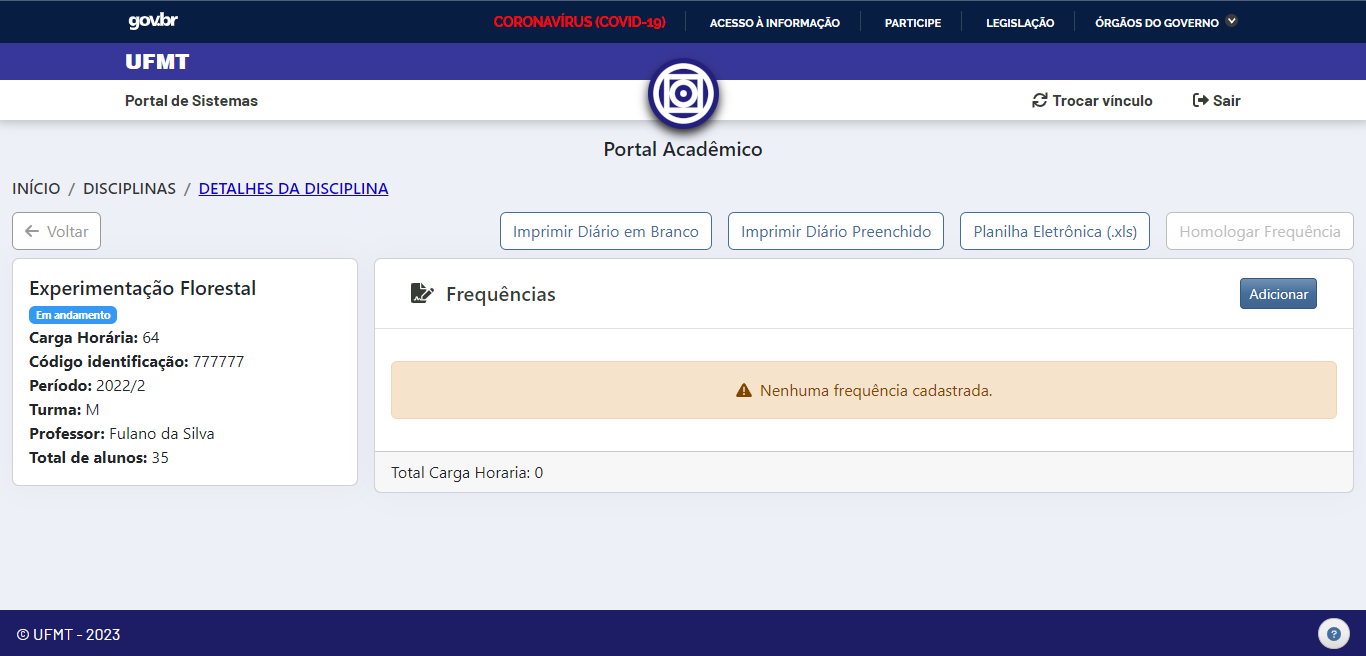 gov.br
CORONAVÍRUS (COVID-19)
ACESSO À INFORMAÇÃO
PARTICIPE
LEGISLAÇÃO
ÓRGÃOS DO GOVERNO
UFMT
Portal de Sistemas
Trocar vínculo
Sair
Portal Acadêmico
INÍCIO / DISCIPLINAS / DETALHES DA DISCIPLINA
Voltar
Imprimir Diário em Branco
Imprimir Diário Preenchido
Planilha Eletrônica (.xls)
Homologar Frequência
Experimentação Florestal
Em andamento
Carga Horária: 64
Código identificação: 777777
Período: 2022/2
Turma: M
Professor: Fulano da Silva
Total de alunos: 35
Frequências
Adicionar
Nenhuma frequência cadastrada.
Total Carga Horaria: 0
© UFMT - 2023
?